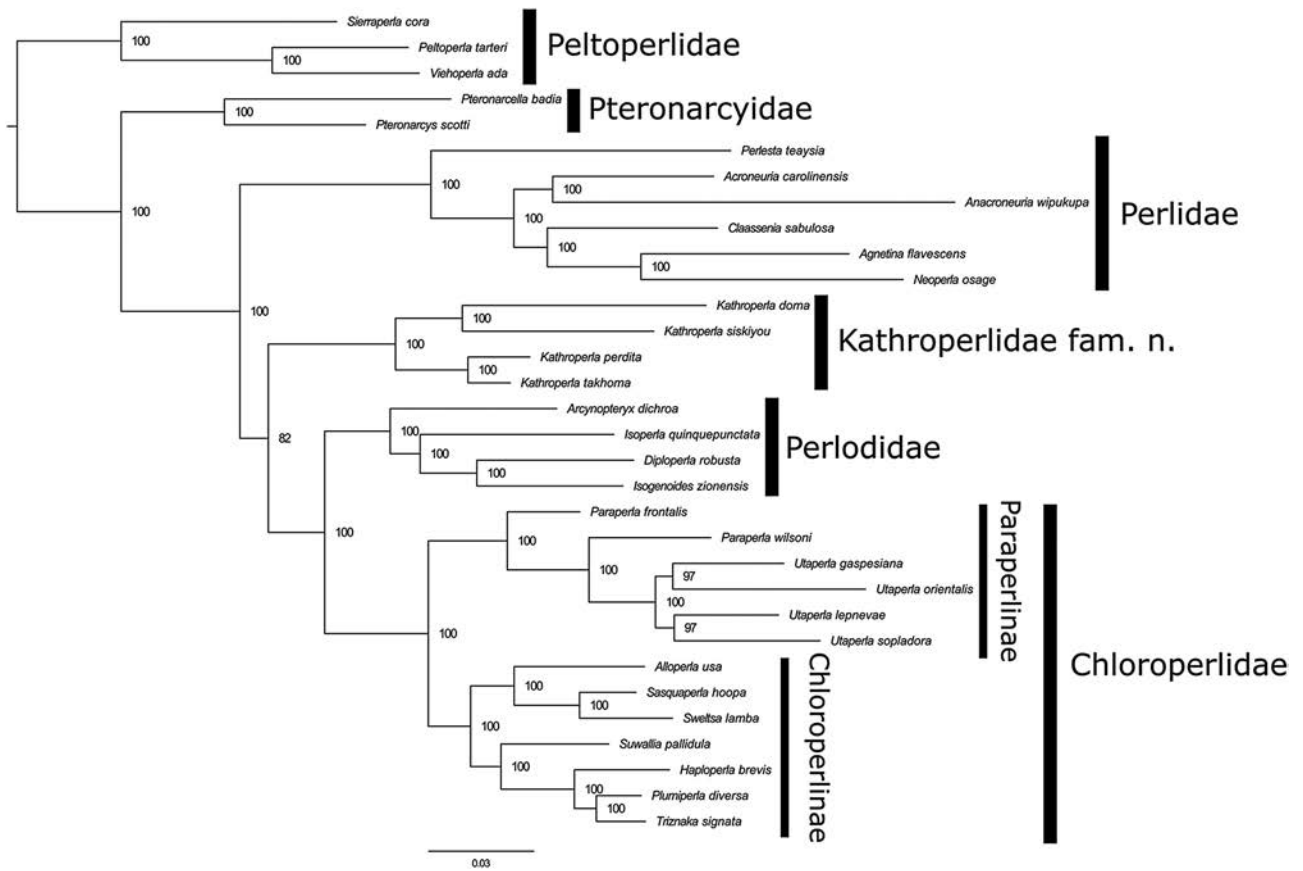 Sierraperla cora
100
Peltoperla tarteri
100
Viehoperla ada
Peltoperlidae
Pteronarcella badia
100
Pteronarcys scotti
Pteronarcyidae
Perlesta teaysia
Acroneuria carolinensis
100
100
Anacroneuria wipukupa
100
100
Perlidae
Claassenia sabulosa
100
Agnetina flavescens
100
Neoperla osage
Kathroperla doma
100
100
Kathroperla siskiyou
100
Kathroperla perdita
100
Kathroperla takhoma
Kathroperlidae fam. n.
Arcynopteryx dichroa
100
Isoperla quinquepunctata
82
100
Diploperla robusta
100
Isogenoides zionensis
Perlodidae
Paraperla frontalis
100
100
Paraperla wilsoni
100
Utaperla gaspesiana
97
Utaperla orientalis
100
Utaperla lepnevae
97
Utaperla sopladora
Paraperlinae
100
Alloperla usa
100
Sasquaperla hoopa
100
Sweltsa lamba
100
Suwallia pallidula
100
Haploperla brevis
100
Plumiperla diversa
100
Triznaka signata
Chloroperlinae
Chloroperlidae
0.03